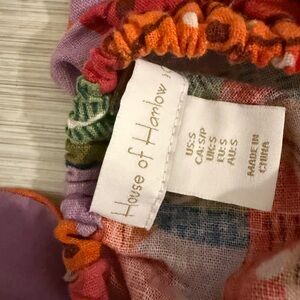 House of Harlow
US:S
CA:S/P
UK:S
EU:S
AU:S
MADE IN
CHINA